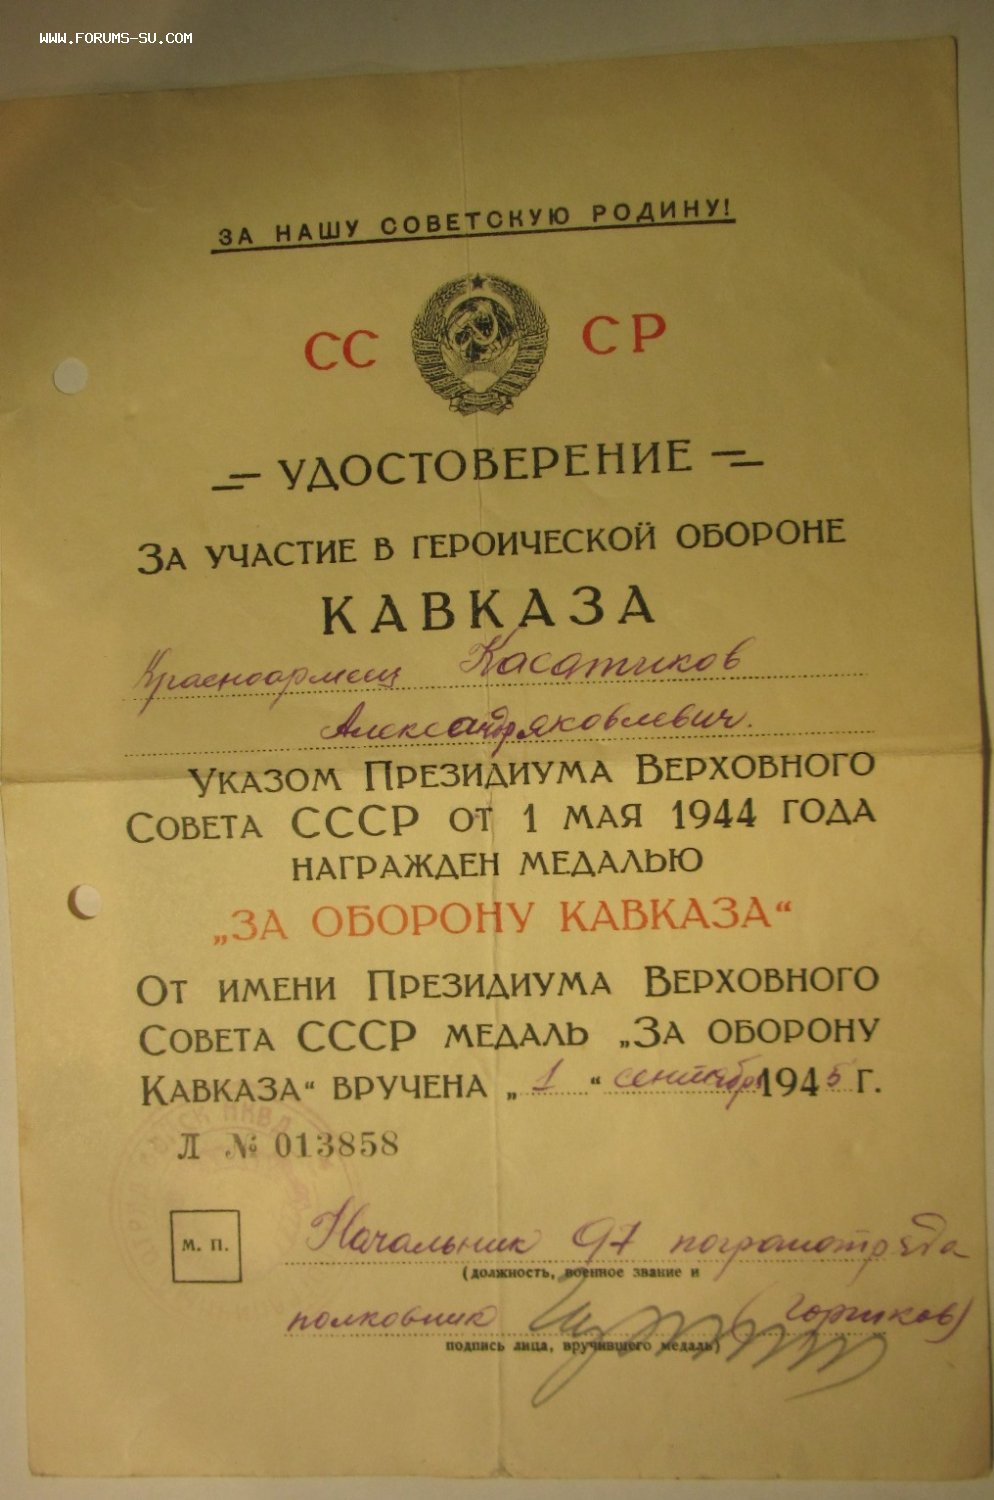 WWW.FORUMS-SU.COM
ЗА НАШУ СОВЕТСКУЮ РОДИНУ!
СС СР
УДОСТОВЕРЕНИЕ
ЗА УЧАСТИЕ В ГЕРОИЧЕСКОЙ ОБОРОНЕ
КАВКАЗА
Красноармеец Касатиков
Александр Яковлевич.
УКАЗОМ ПРЕЗИДИУМА ВЕРХОВНОГО
СОВЕТА СССР ОТ 1 МАЯ 1944 ГОДА
НАГРАЖДЕН МЕДАЛЬЮ
„ЗА ОБОРОНУ КАВКАЗА“
ОТ ИМЕНИ ПРЕЗИДИУМА ВЕРХОВНОГО
СОВЕТА СССР МЕДАЛЬ „ЗА ОБОРОНУ
КАВКАЗА“ ВРУЧЕНА „1“ сентября 1945 Г.
Л № 013858
М. П.
Начальник 97 погранотряда
(должность, военное звание и
полковник
подпись лица, вручившего медаль)